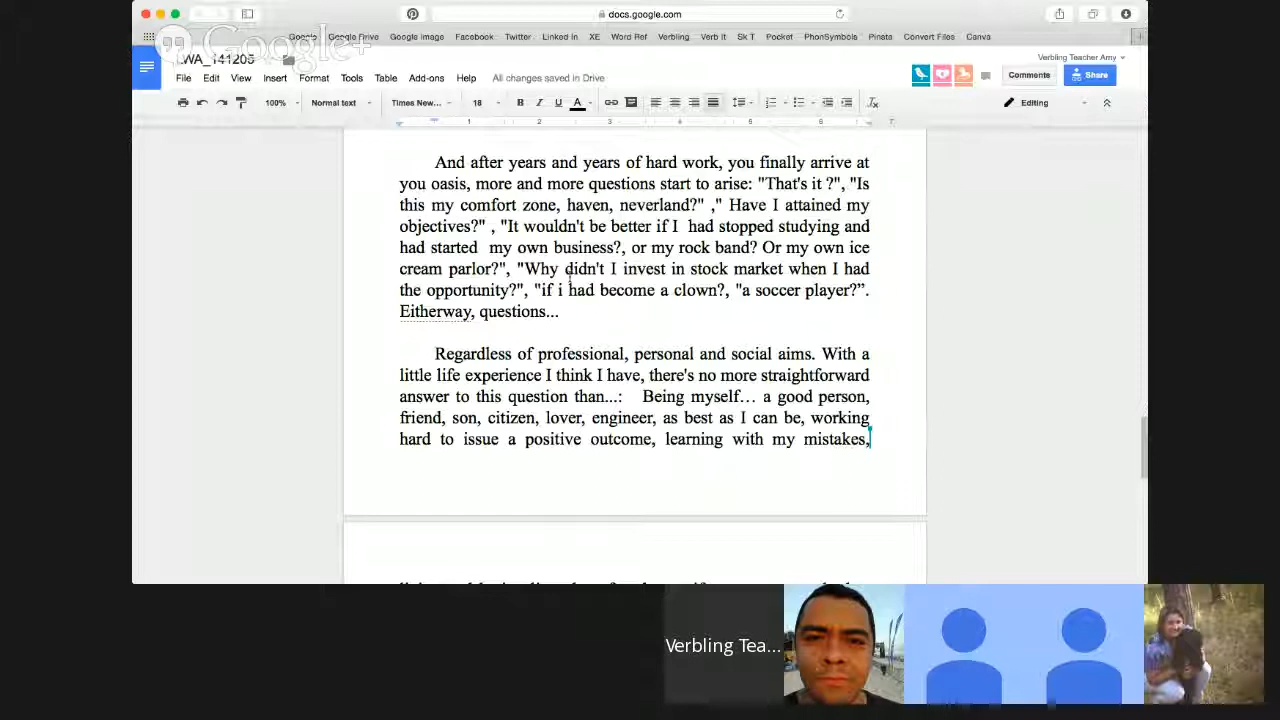 docs.google.com
Google+
Google Google Drive Google Image Facebook Twitter Linked In XE Word Ref Verbling Verb It Sk T Pocket PhonSymbols Pinata Convert Files Canva
LWA_141205
Verbling Teacher Amy
File Edit View Insert Format Tools Table Add-ons Help All changes saved in Drive
Comments Share
100% Normal text Times New... 18 B I U A Editing
1 2 3 4 5 6
And after years and years of hard work, you finally arrive at
you oasis, more and more questions start to arise: "That's it ?", "Is
this my comfort zone, haven, neverland?" ," Have I attained my
objectives?" , "It wouldn't be better if I had stopped studying and
had started my own business?, or my rock band? Or my own ice
cream parlor?", "Why didn't I invest in stock market when I had
the opportunity?", "if i had become a clown?, "a soccer player?”.
Eitherway, questions...
Regardless of professional, personal and social aims. With a
little life experience I think I have, there's no more straightforward
answer to this question than...: Being myself… a good person,
friend, son, citizen, lover, engineer, as best as I can be, working
hard to issue a positive outcome, learning with my mistakes,
Verbling Tea...